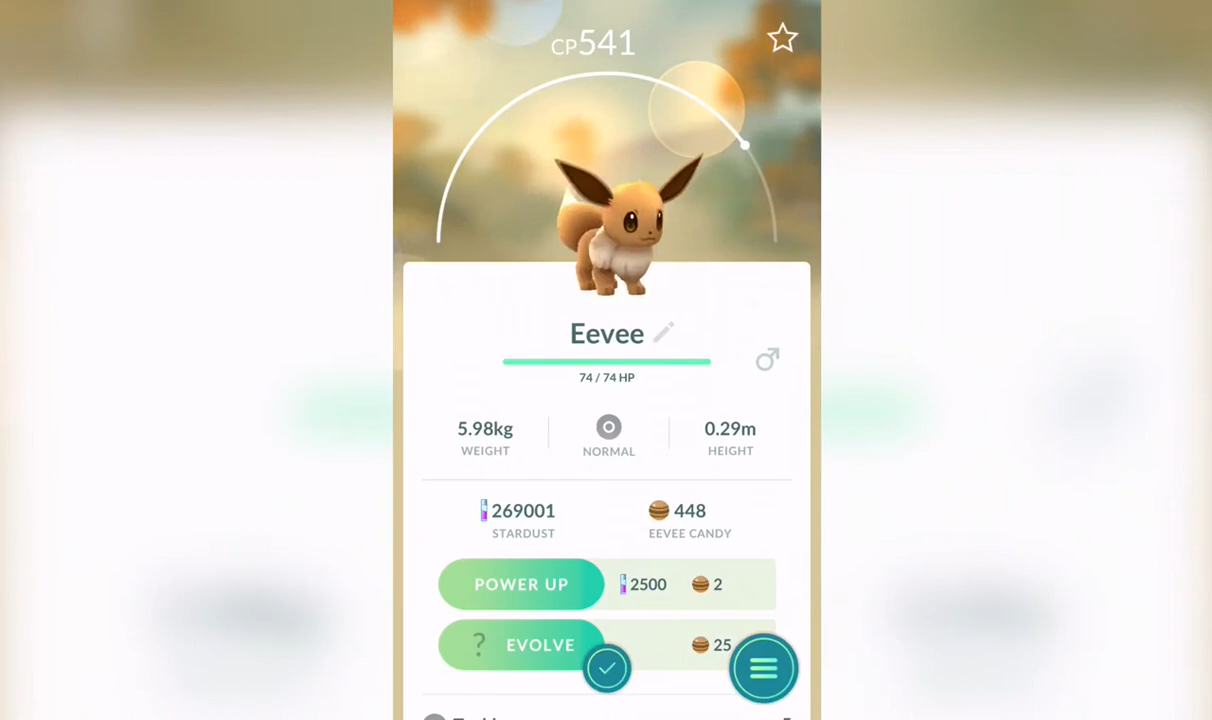 CP541
Eevee
74 / 74 HP
5.98kg
WEIGHT
NORMAL
0.29m
HEIGHT
269001
STARDUST
448
EEVEE CANDY
POWER UP 2500 2
? EVOLVE 25